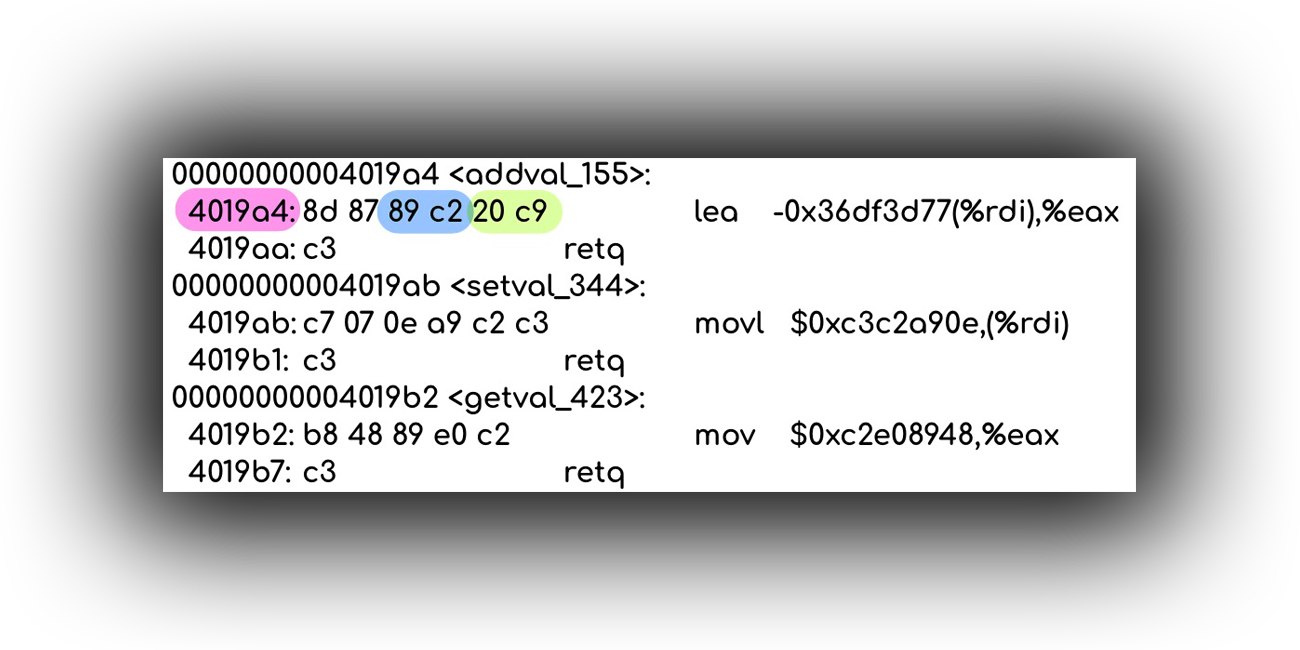 00000000004019a4 <addval_155>:
4019a4: 8d 87 89 c2 20 c9 lea -0x36df3d77(%rdi),%eax
4019aa: c3 retq
00000000004019ab <setval_344>:
4019ab: c7 07 0e a9 c2 c3 movl $0xc3c2a90e,(%rdi)
4019b1: c3 retq
00000000004019b2 <getval_423>:
4019b2: b8 48 89 e0 c2 mov $0xc2e08948,%eax
4019b7: c3 retq